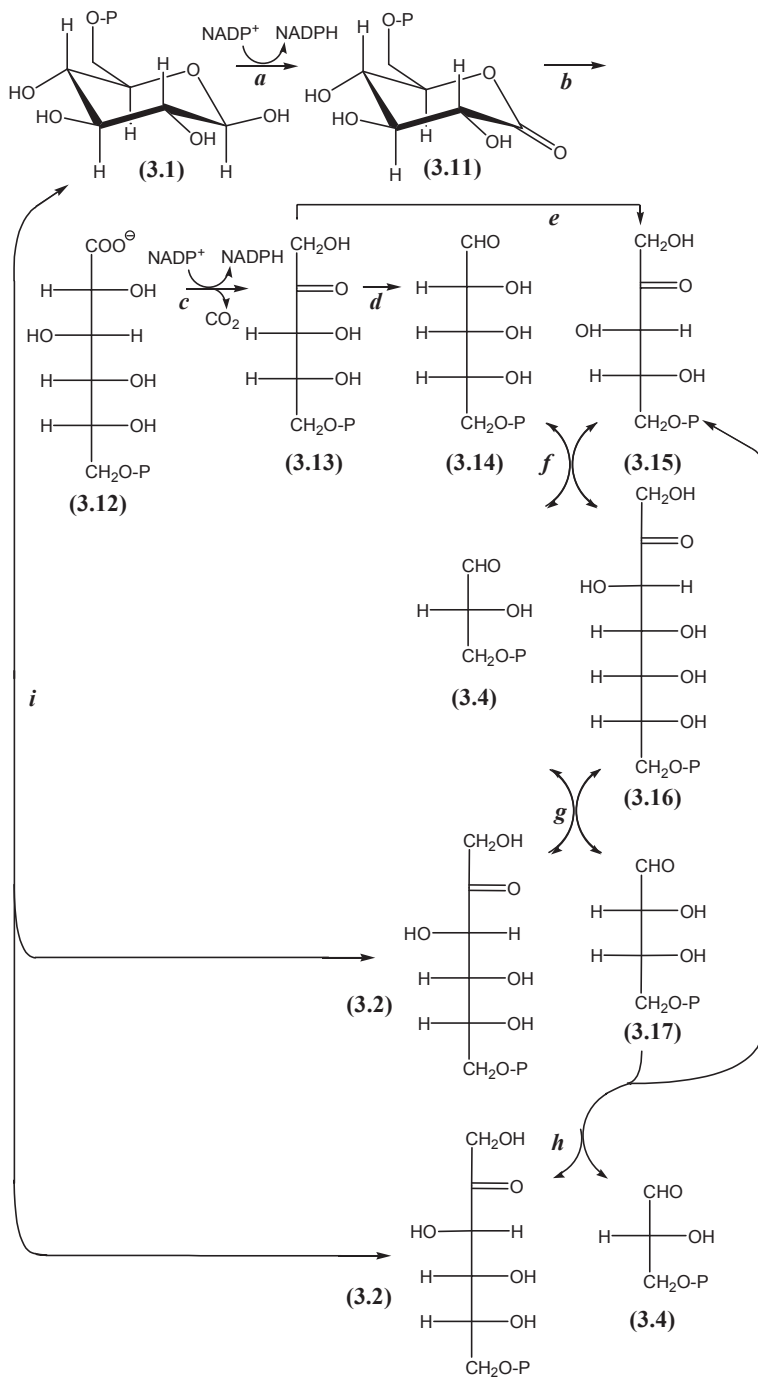 O-P
H
H
O
HO
HO
H
OH
OH
H
H
(3.1)
NADP+ NADPH
a
O-P
H
H
O
HO
HO
H
OH
H
O
(3.11)
b
COO⊖
H OH
HO H
H OH
H OH
CH2O-P
(3.12)
NADP+ NADPH
c
CO2
CH2OH
O
H OH
H OH
CH2O-P
(3.13)
d
e
CHO
H OH
H OH
H OH
CH2O-P
(3.14)
CH2OH
O
OH H
H OH
CH2O-P
(3.15)
f
CHO
H OH
CH2O-P
(3.4)
CH2OH
O
HO H
H OH
H OH
H OH
CH2O-P
(3.16)
i
g
CH2OH
O
HO H
H OH
H OH
CH2O-P
(3.2)
CHO
H OH
H OH
CH2O-P
(3.17)
h
CH2OH
O
HO H
H OH
H OH
CH2O-P
(3.2)
CHO
H OH
CH2O-P
(3.4)